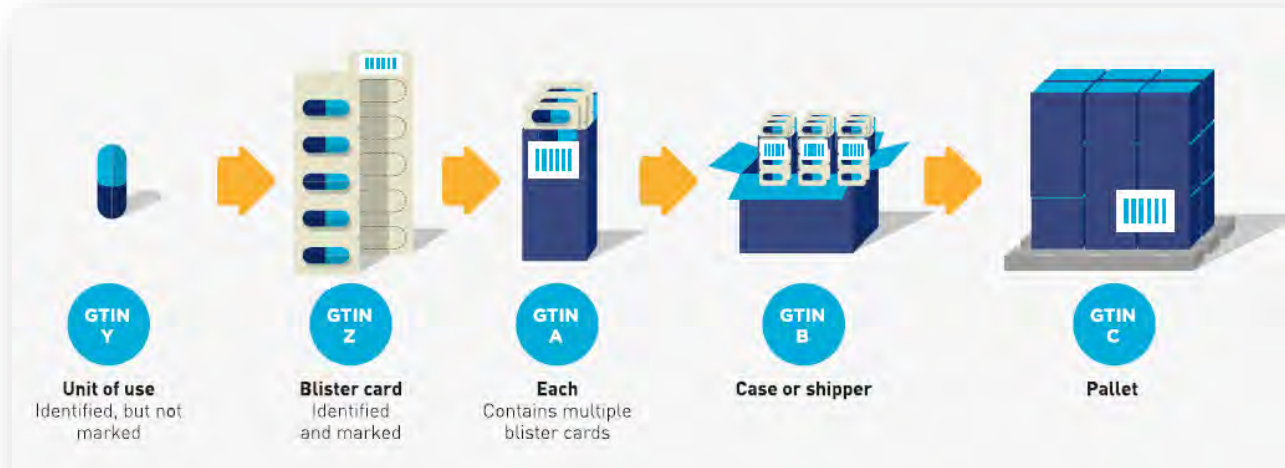 GTIN
Y
Unit of use
Identified, but not
marked
GTIN
Z
Blister card
Identified
and marked
GTIN
A
Each
Contains multiple
blister cards
GTIN
B
Case or shipper
GTIN
C
Pallet